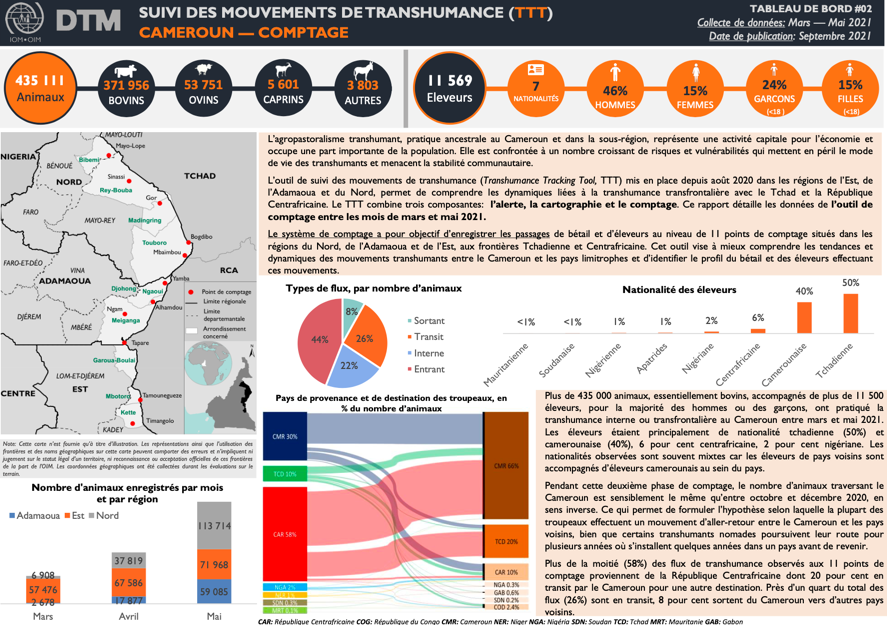 IOM•OIM
DTM
SUIVI DES MOUVEMENTS DE TRANSHUMANCE (TTT)
CAMEROUN — COMPTAGE
TABLEAU DE BORD #02
Collecte de données: Mars — Mai 2021
Date de publication: Septembre 2021
435 111
Animaux
371 956
BOVINS
53 751
OVINS
5 601
CAPRINS
3 803
AUTRES
11 569
Eleveurs
7
NATIONALITÉS
46%
HOMMES
15%
FEMMES
24%
GARCONS
(<18 )
15%
FILLES
(<18)
MAYO-LOUTI
Mayo-Lope
NIGERIA
BÉNOUÉ
Bibemi
TCHAD
Sinassi
NORD
Rey-Bouba
Gor
FARO
MAYO-REY
Madingring
Touboro
Bogdibo
Mbaimbou
FARO-ET-DÉO
RCA
VINA
Yamba
ADAMAOUA
Djohong
Ngaoui
Alhamdou
Ngam
DJÉREM
Meiganga
MBÉRÉ
Tapare
Garoua-Boulai
LOM-ET-DJÉREM
CENTRE
EST
Mbotoro
Tamoungueze
Kette
Timangolo
KADEY
Point de comptage
Limite régionale
Limite
departementale
Arrondissement
concerné
Note: Cette carte n'est fournie qu'à titre d'illustration. Les représentations ainsi que l'utilisation des
frontières et des noms géographiques sur cette carte peuvent comporter des erreurs et n'impliquent ni
jugement sur le statut légal d'un territoire, ni reconnaissance ou acceptation officielle de ces frontières
de la part de l'OIM. Les coordonnées géographiques ont été collectées durant les évaluations sur le
terrain.
L'agropastoralisme transhumant, pratique ancestrale au Cameroun et dans la sous-région, représente une activité capitale pour l'économie et
occupe une part importante de la population. Elle est confrontée à un nombre croissant de risques et vulnérabilités qui mettent en péril le mode
de vie des transhumants et menacent la stabilité communautaire.
L'outil de suivi des mouvements de transhumance (Transhumance Tracking Tool, TTT) mis en place depuis août 2020 dans les régions de l'Est, de
l'Adamaoua et du Nord, permet de comprendre les dynamiques liées à la transhumance transfrontalière avec le Tchad et la République
Centrafricaine. Le TTT combine trois composantes: l'alerte, la cartographie et le comptage. Ce rapport détaille les données de l'outil de
comptage entre les mois de mars et mai 2021.
Le système de comptage a pour objectif d'enregistrer les passages de bétail et d'éleveurs au niveau de 11 points de comptage situés dans les
régions du Nord, de l'Adamaoua et de l'Est, aux frontières Tchadienne et Centrafricaine. Cet outil vise à mieux comprendre les tendances et
dynamiques des mouvements transhumants entre le Cameroun et les pays limitrophes et d'identifier le profil du bétail et des éleveurs effectuant
ces mouvements.
Types de flux, par nombre d'animaux
8%
26%
22%
44%
Sortant
Transit
Interne
Entrant
Nationalité des éleveurs
<1%
<1%
1%
1%
2%
6%
40%
50%
Mauritanienne
Soudanaise
Nigérienne
Apatrides
Nigériane
Centrafricaine
Camerounaise
Tchadienne
Pays de provenance et de destination des troupeaux, en
% du nombre d'animaux
CMR 30%
TCD 10%
CAR 58%
NGA 2%
SDN 0.3%
MRT 0.1%
CMR 66%
TCD 20%
CAR 10%
NGA 0.3%
GAB 0.6%
SDN 0.2%
COD 2.4%
Plus de 435 000 animaux, essentiellement bovins, accompagnés de plus de 11 500
éleveurs, pour la majorité des hommes ou des garçons, ont pratiqué la
transhumance interne ou transfrontalière au Cameroun entre mars et mai 2021.
Les éleveurs étaient principalement de nationalité tchadienne (50%) et
camerounaise (40%), 6 pour cent centrafricaine, 2 pour cent nigériane. Les
nationalités observées sont souvent mixtes car les éleveurs de pays voisins sont
accompagnés d'éleveurs camerounais au sein du pays.
Pendant cette deuxième phase de comptage, le nombre d'animaux traversant le
Cameroun est sensiblement le même qu'entre octobre et décembre 2020, en
sens inverse. Ce qui permet de formuler l'hypothèse selon laquelle la plupart des
troupeaux effectuent un mouvement d'aller-retour entre le Cameroun et les pays
voisins, bien que certains transhumants nomades poursuivent leur route pour
plusieurs années où s'installent quelques années dans un pays avant de revenir.
Plus de la moitié (58%) des flux de transhumance observés aux 11 points de
comptage proviennent de la République Centrafricaine dont 20 pour cent en
transit par le Cameroun pour une autre destination. Près d'un quart du total des
flux (26%) sont en transit, 8 pour cent sortent du Cameroun vers d'autres pays
voisins.
Nombre d'animaux enregistrés par mois
et par région
Adamaoua
Est
Nord
6 908
57 476
2 678
37 819
67 586
17 877
113 714
71 968
59 085
Mars
Avril
Mai
CAR: République Centrafricaine COG: République du Congo CMR: Cameroun NER: Niger NGA: Nigéria SDN: Soudan TCD: Tchad MRT: Mauritanie GAB: Gabon